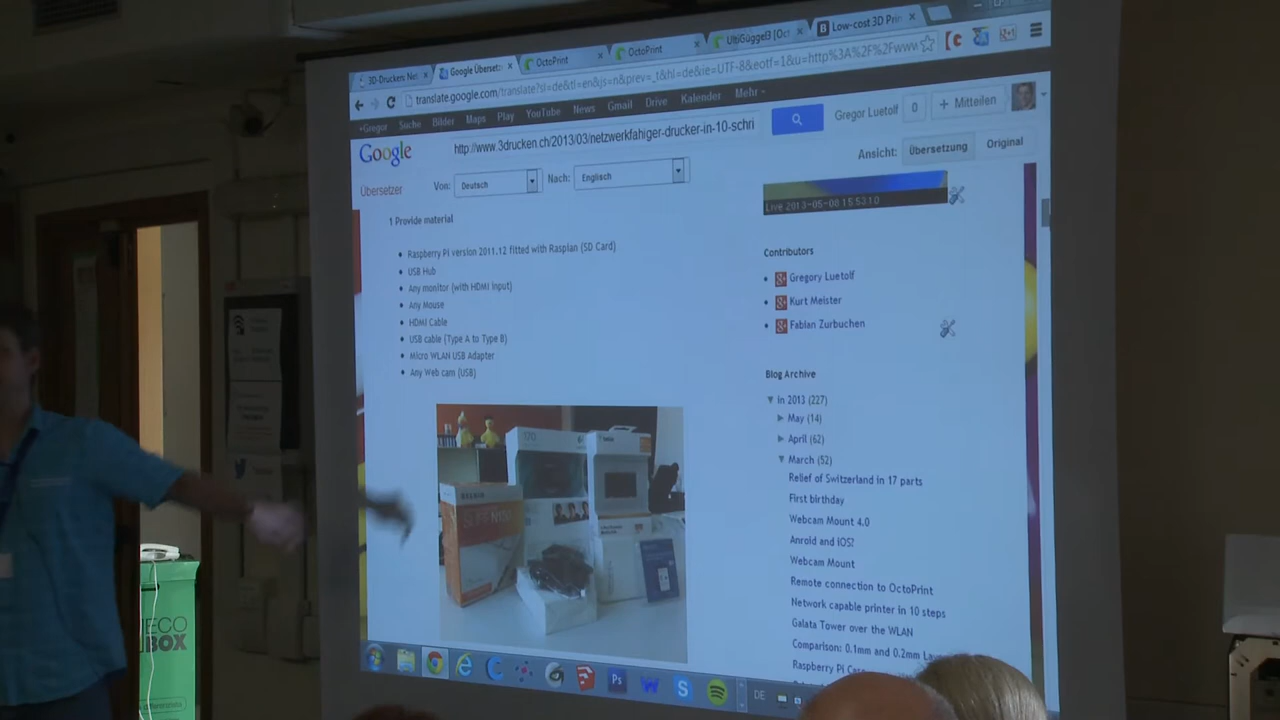 3D-Drucken: Net
Google Übersetz
OctoPrint
OctoPrint
UltiGüggel3 [Oct
Low-cost 3D Prin
translate.google.com/translate?sl=de&tl=en&js=n&prev=_t&hl=de&ie=UTF-8&eotf=1&u=http%3A%2F%2Fwww
+Gregor Suche Bilder Maps Play YouTube News Gmail Drive Kalender Mehr
Google
http://www.3drucken.ch/2013/03/netzwerkfahiger-drucker-in-10-schri
Gregor Luetolf 0 + Mitteilen
Übersetzer
Von: Deutsch Nach: Englisch
Ansicht: Übersetzung Original
1 Provide material
Raspberry Pi version 2011.12 fitted with Raspian (SD Card)
USB Hub
Any monitor (with HDMI input)
Any Mouse
HDMI Cable
USB cable (Type A to Type B)
Micro WLAN USB Adapter
Any Web cam (USB)
Live 2013-05-08 15:53:10
Contributors
Gregory Luetolf
Kurt Meister
Fabian Zurbuchen
Blog Archive
▼ in 2013 (227)
► May (14)
► April (62)
▼ March (52)
Relief of Switzerland in 17 parts
First birthday
Webcam Mount 4.0
Anroid and IOS!
Webcam Mount
Remote connection to OctoPrint
Network capable printer in 10 steps
Galata Tower over the WLAN
Comparison: 0.1mm and 0.2mm Lay
Raspberry Pi Cas
DE
ECO
BOX